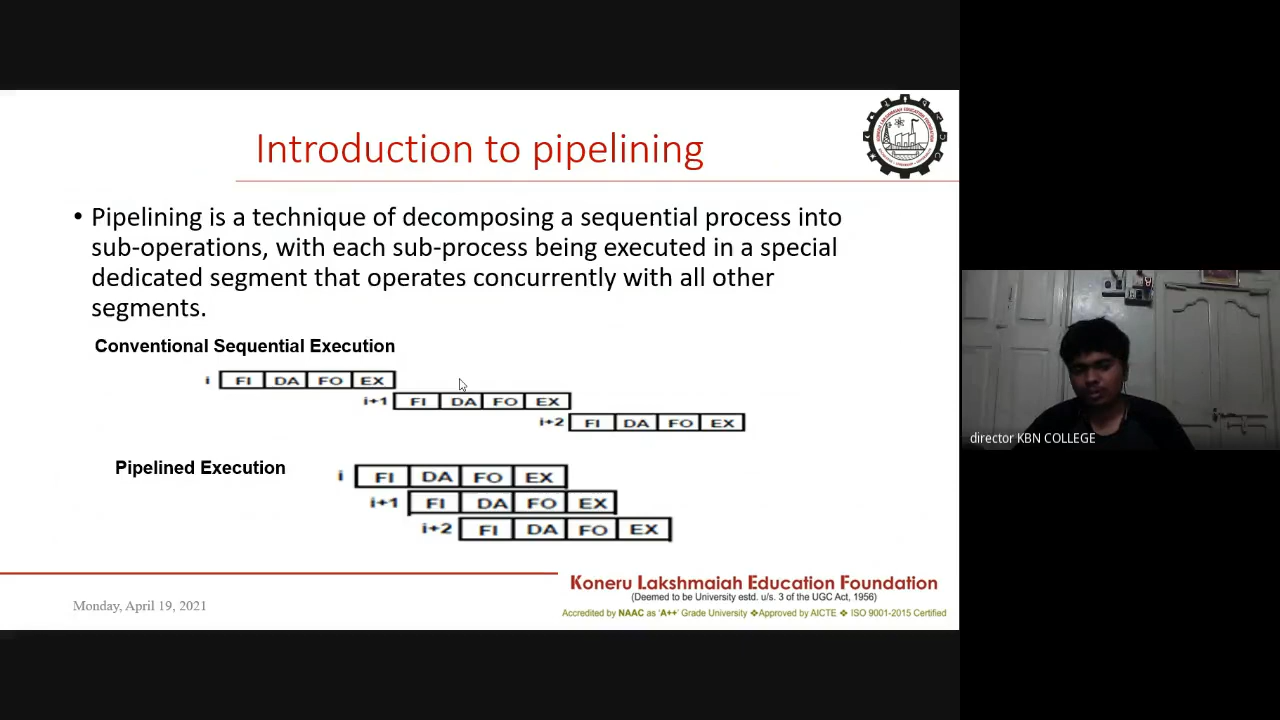 Introduction to pipelining
• Pipelining is a technique of decomposing a sequential process into
sub-operations, with each sub-process being executed in a special
dedicated segment that operates concurrently with all other
segments.
Conventional Sequential Execution
i FI DA FO EX
i+1 FI DA FO EX
i+2 FI DA FO EX
Pipelined Execution
i FI DA FO EX
i+1 FI DA FO EX
i+2 FI DA FO EX
Koneru Lakshmaiah Education Foundation
(Deemed to be University estd. u/s. 3 of the UGC Act, 1956)
Accredited by NAAC as 'A++' Grade University ❖Approved by AICTE ❖ ISO 9001-2015 Certified
Monday, April 19, 2021
director KBN COLLEGE